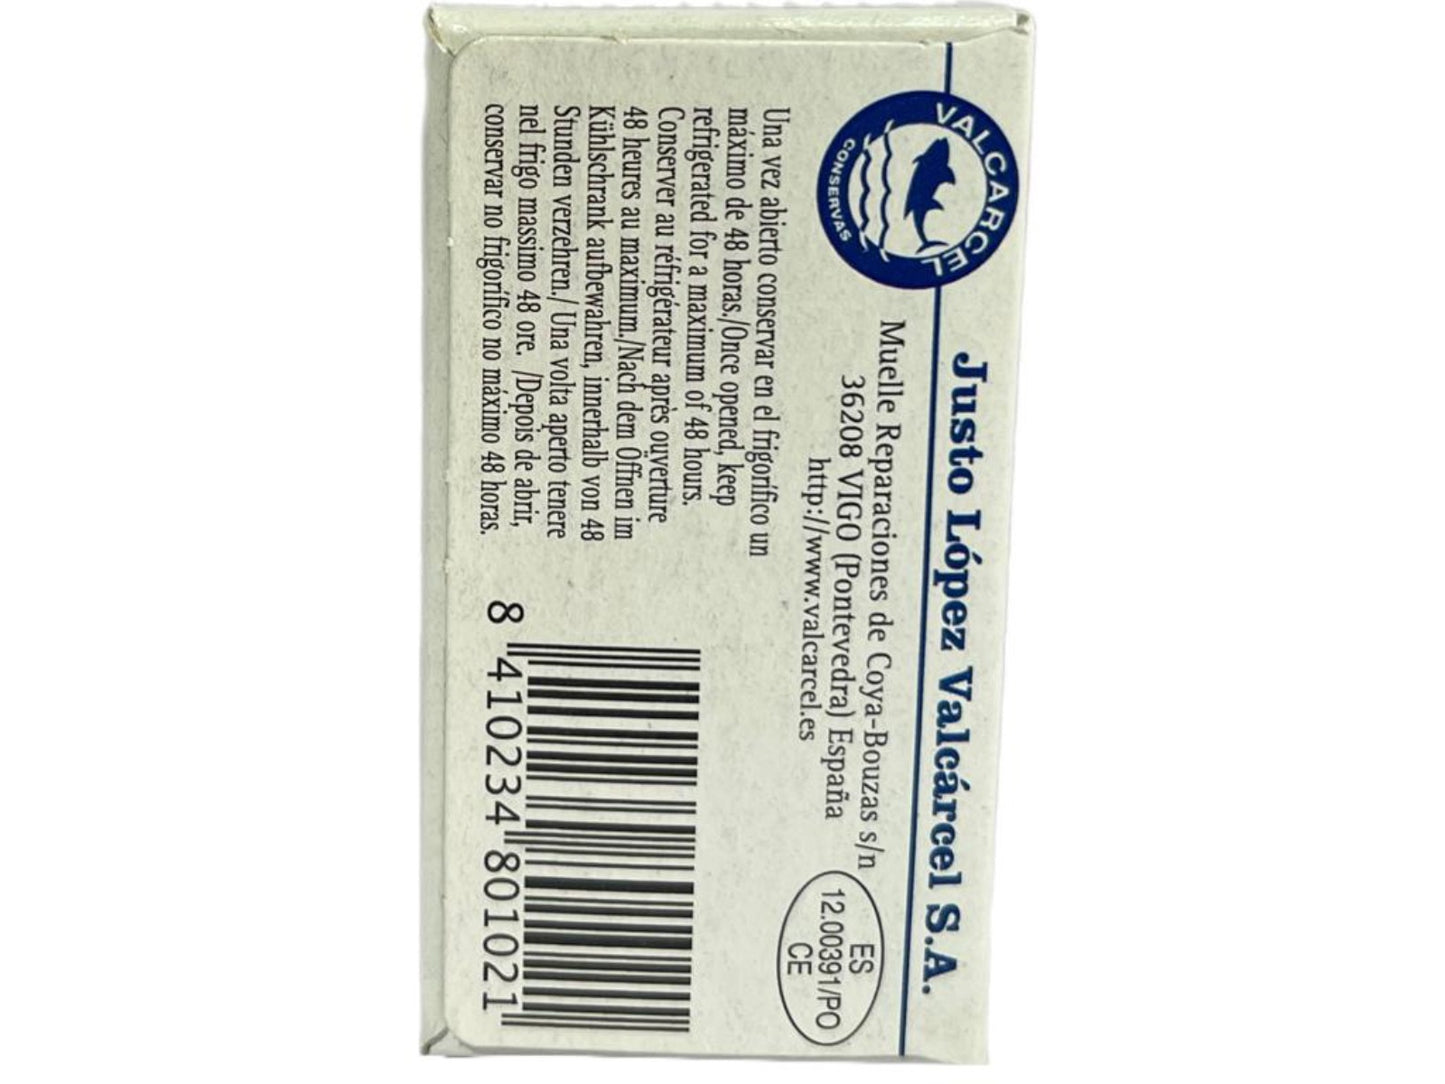 VALCARCEL
CONSERVAS
Justo López Valcárcel S.A.
Muelle Reparaciones de Coya-Bouzas s/n
36208 VIGO (Pontevedra) España
http://www.valcarcel.es
ES
12.00391/PO
CE
Una vez abierto conservar en el frigorífico un
máximo de 48 horas./Once opened, keep
refrigerated for a maximum of 48 hours.
Conserver au réfrigérateur après ouverture
48 heures au maximum./Nach dem Öffnen im
Kühlschrank aufbewahren, innerhalb von 48
Stunden verzehren./ Una volta aperto tenere
nel frigo massimo 48 ore. /Depois de abrir,
conservar no frigorífico no máximo 48 horas.
8 410234 801021